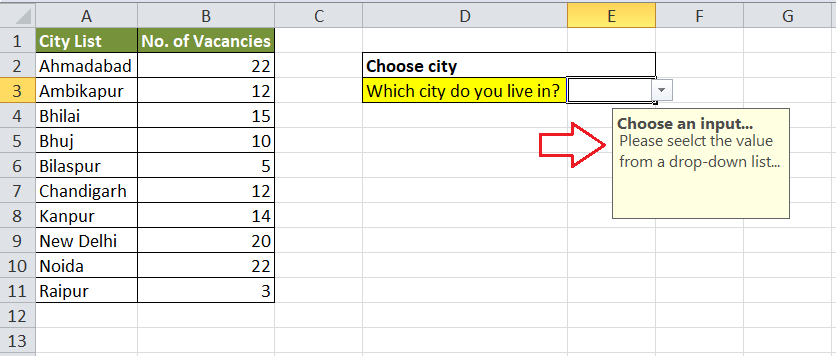 A B C D E F G
1 City List No. of Vacancies
2 Ahmadabad 22 Choose city
3 Ambikapur 12 Which city do you live in?
4 Bhilai 15
Choose an input...
5 Bhuj 10
Please seelct the value
6 Bilaspur 5
from a drop-down list...
7 Chandigarh 12
8 Kanpur 14
9 New Delhi 20
10 Noida 22
11 Raipur 3
12
13